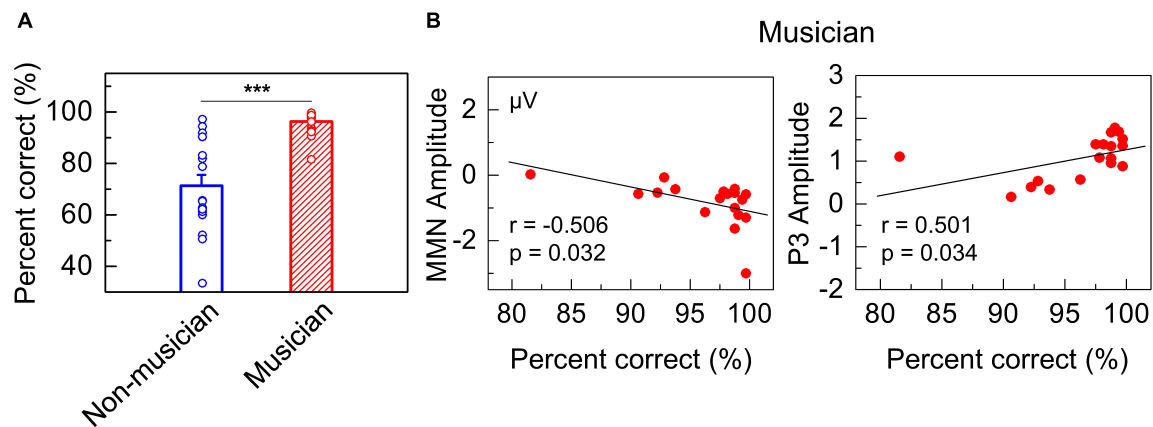 A
B
Musician
Percent correct (%)
100
80
60
40
***
Non-musician
Musician
MMN Amplitude
2
0
-2
µV
r = -0.506
p = 0.032
80 85 90 95 100
Percent correct (%)
P3 Amplitude
3
2
1
0
-1
-2
r = 0.501
p = 0.034
80 85 90 95 100
Percent correct (%)